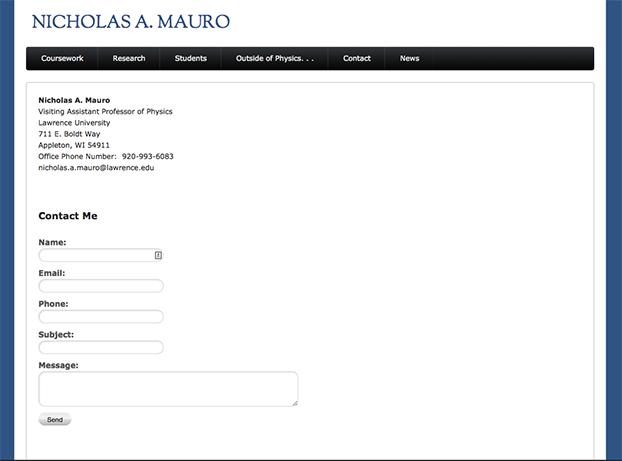 NICHOLAS A. MAURO
Coursework Research Students Outside of Physics. . . Contact News
Nicholas A. Mauro
Visiting Assistant Professor of Physics
Lawrence University
711 E. Boldt Way
Appleton, WI 54911
Office Phone Number:  920-993-6083
nicholas.a.mauro@lawrence.edu
Contact Me
Name:
Email:
Phone:
Subject:
Message:
Send